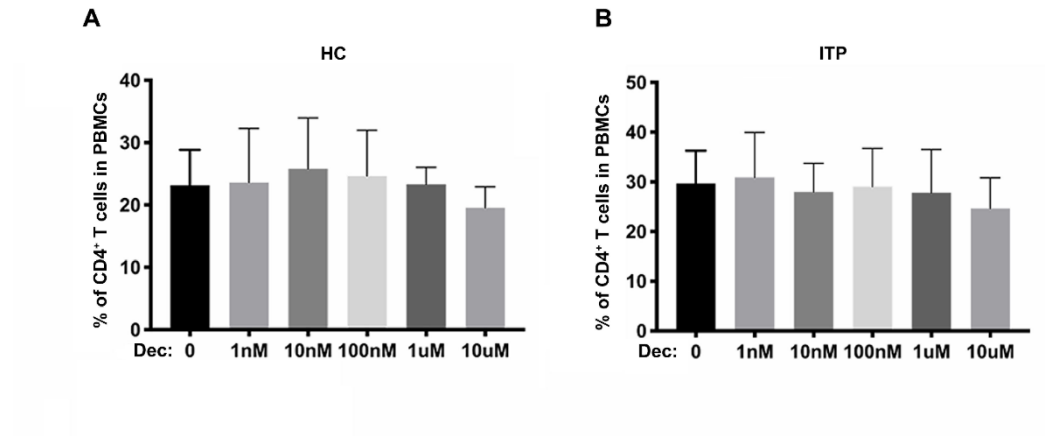 A
HC
% of CD4⁺ T cells in PBMCs
40
30
20
10
0
Dec: 0 1nM 10nM 100nM 1uM 10uM
B
ITP
% of CD4⁺ T cells in PBMCs
50
40
30
20
10
0
Dec: 0 1nM 10nM 100nM 1uM 10uM